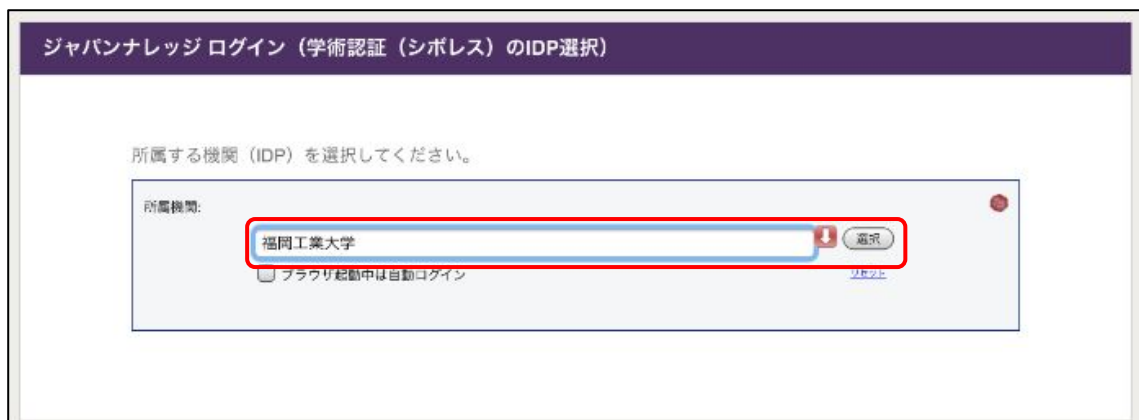 ジャパンナレッジ ログイン（学術認証（シボレス）のIDP選択）
所属する機関（IDP）を選択してください。
所属機関:
福岡工業大学 選択
ブラウザ起動中は自動ログイン リセット